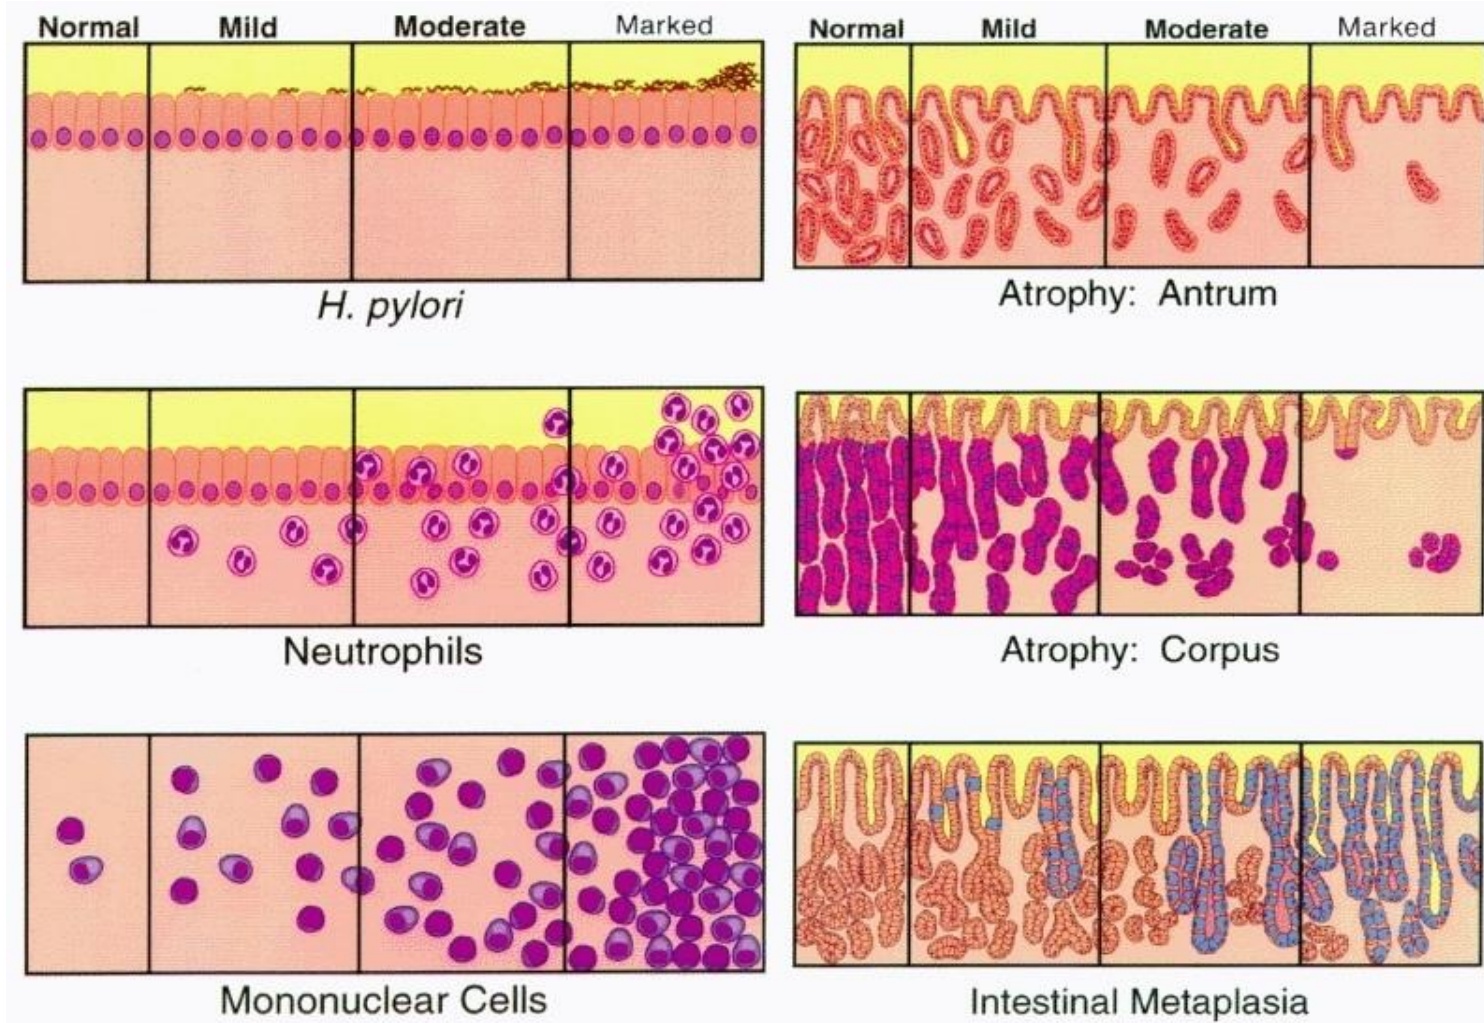 Normal Mild Moderate Marked
Normal Mild Moderate Marked
H. pylori
Atrophy: Antrum
Neutrophils
Atrophy: Corpus
Mononuclear Cells
Intestinal Metaplasia